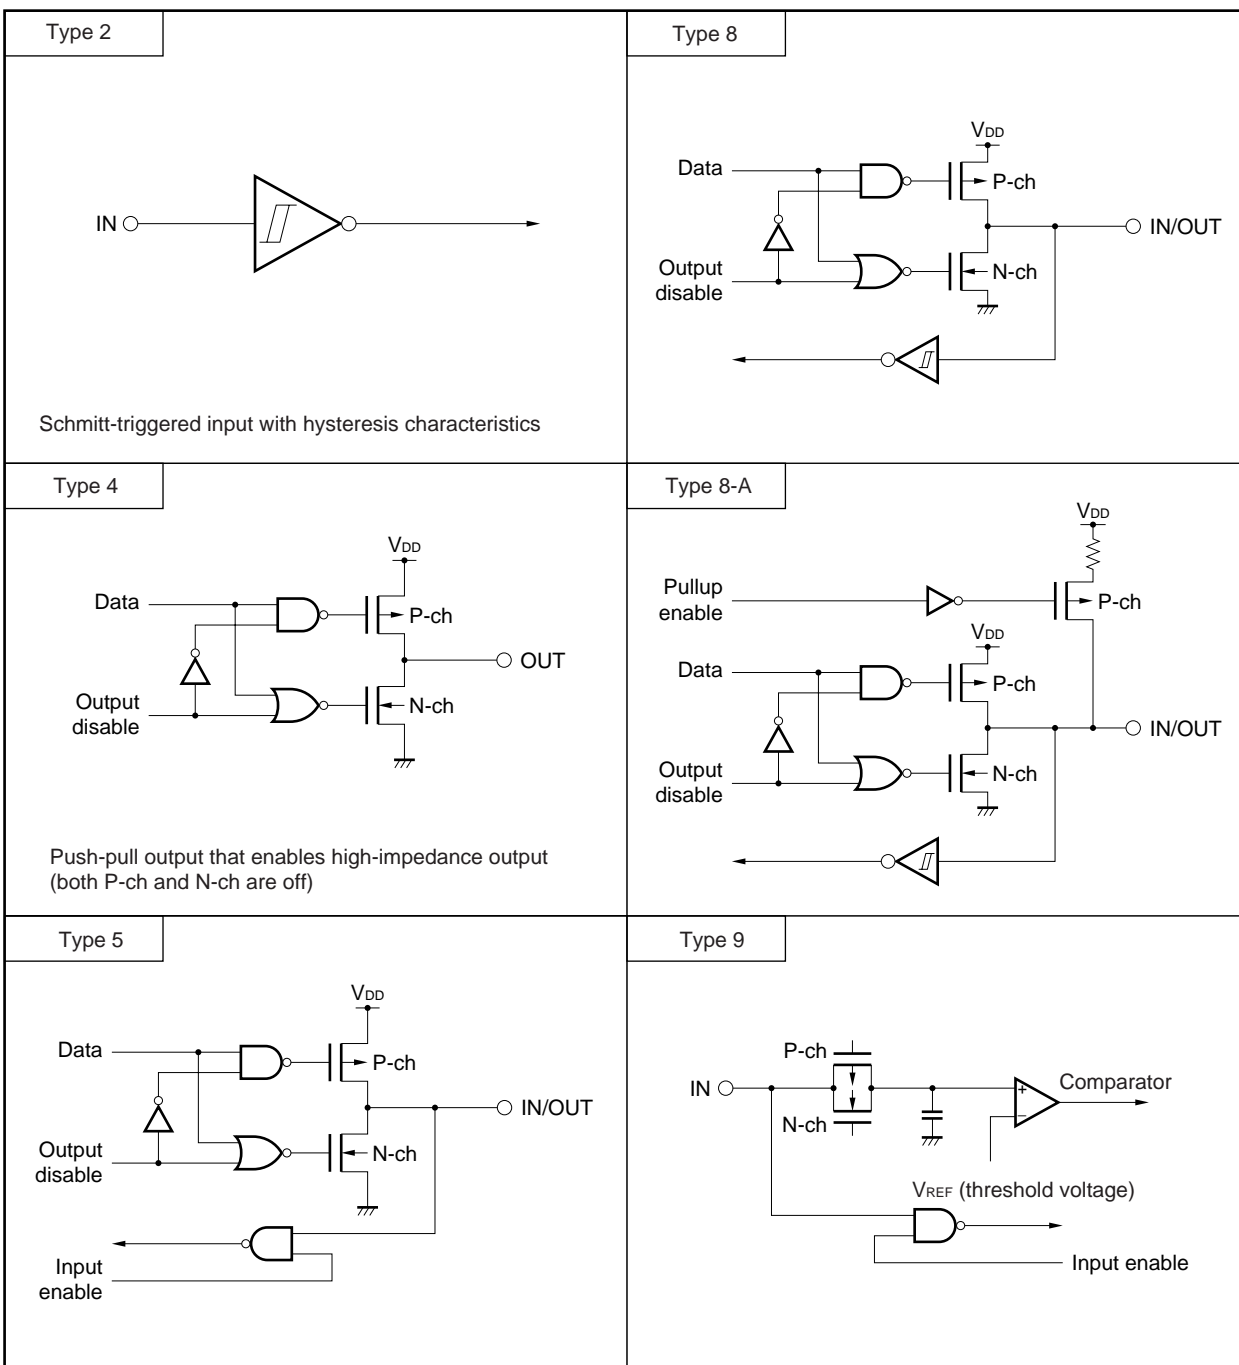 Type 2
IN
Schmitt-triggered input with hysteresis characteristics
Type 8
VDD
Data
P-ch
IN/OUT
Output
disable
N-ch
Type 4
VDD
Data
P-ch
OUT
Output
disable
N-ch
Push-pull output that enables high-impedance output
(both P-ch and N-ch are off)
Type 8-A
VDD
Pullup
enable
P-ch
VDD
Data
P-ch
IN/OUT
Output
disable
N-ch
Type 5
VDD
Data
P-ch
IN/OUT
Output
disable
N-ch
Input
enable
Type 9
P-ch
IN
N-ch
+
−
Comparator
VREF (threshold voltage)
Input enable